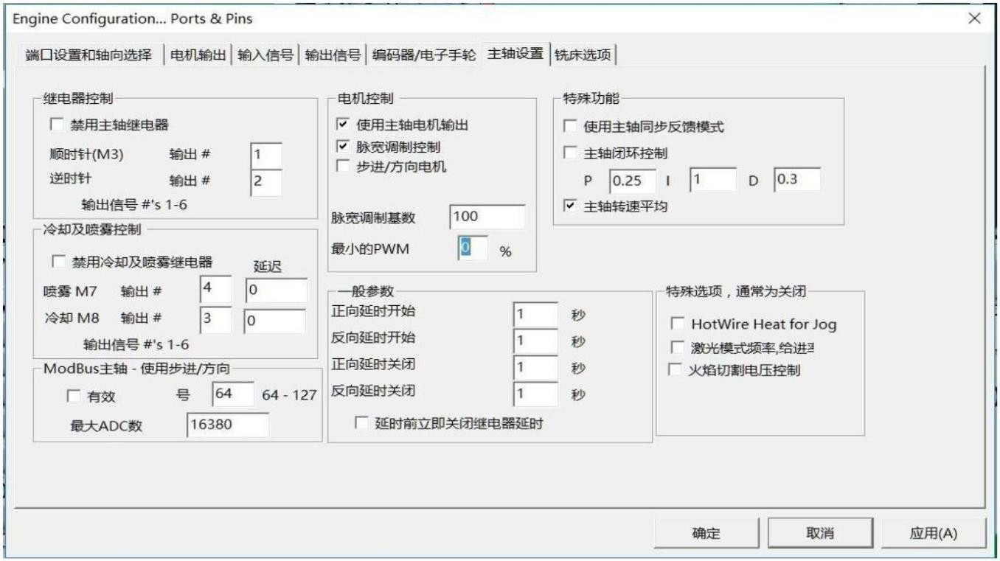 Engine Configuration... Ports & Pins
端口设置和轴向选择 电机输出 输入信号 输出信号 编码器/电子手轮 主轴设置 铣床选项
继电器控制
禁用主轴继电器
顺时针(M3) 输出 # 1
逆时针 输出 # 2
输出信号 #'s 1-6
冷却及喷雾控制
禁用冷却及喷雾继电器 延迟
喷雾 M7 输出 # 4 0
冷却 M8 输出 # 3 0
输出信号 #'s 1-6
ModBus主轴 - 使用步进/方向
有效 号 64 64 - 127
最大ADC数 16380
电机控制
使用主轴电机输出
脉宽调制控制
步进/方向电机
脉宽调制基数 100
最小的PWM 0 %
一般参数
正向延时开始 1 秒
反向延时开始 1 秒
正向延时关闭 1 秒
反向延时关闭 1 秒
延时前立即关闭继电器延时
特殊功能
使用主轴同步反馈模式
主轴闭环控制
P 0.25 I 1 D 0.3
主轴转速平均
特殊选项，通常为关闭
HotWire Heat for Jog
激光模式频率,给进
火焰切割电压控制
确定 取消 应用(A)